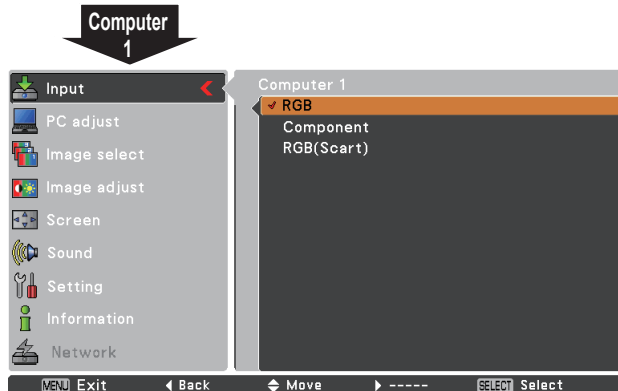 Computer
1
Input
PC adjust
Image select
Image adjust
Screen
Sound
Setting
Information
Network
Computer 1
RGB
Component
RGB(Scart)
MENU Exit Back Move ----- SELECT Select